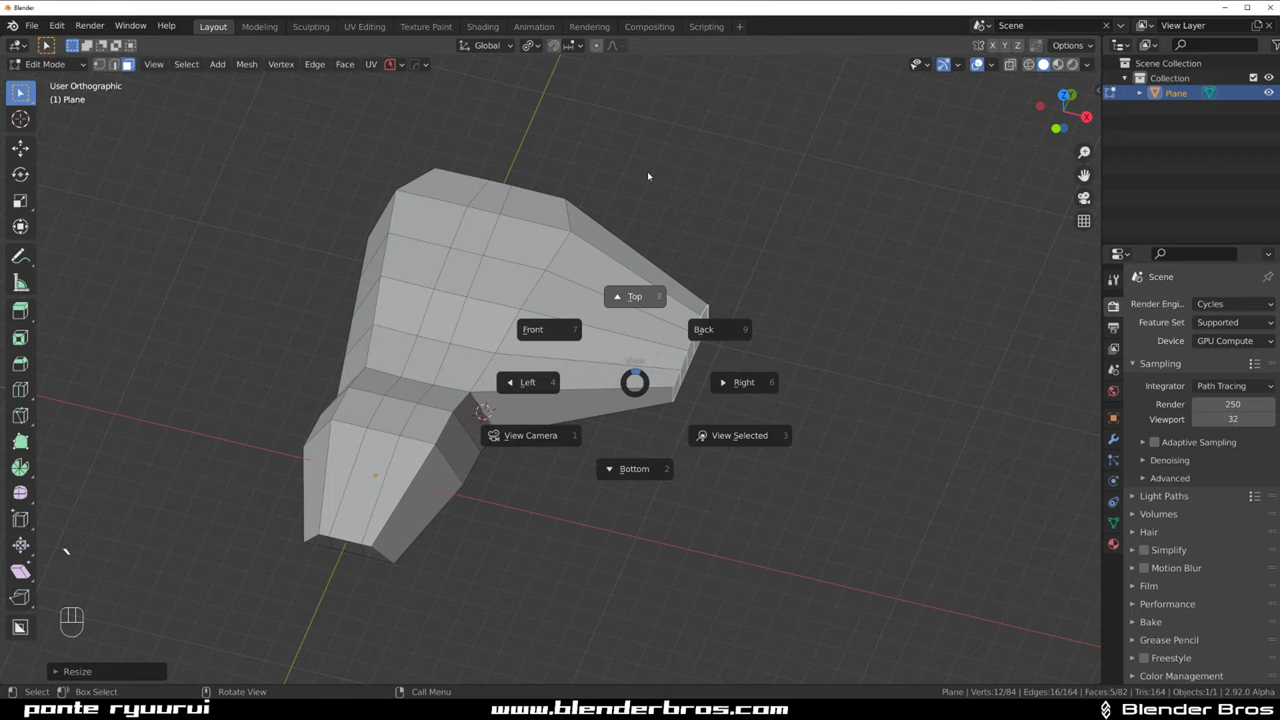 Blender
File Edit Render Window Help Layout Modeling Sculpting UV Editing Texture Paint Shading Animation Rendering Compositing Scripting + Scene View Layer
Global X Y Z Options
Edit Mode View Select Add Mesh Vertex Edge Face UV
User Orthographic
(1) Plane
Scene Collection
Collection
Plane
Z
Y
X
Top 8
Front 7
Back 9
View
Left 4
Right 6
View Camera 1
View Selected 3
Bottom 2
Scene
Render Engi... Cycles
Feature Set Supported
Device GPU Compute
Sampling
Integrator Path Tracing
Render 250
Viewport 32
Adaptive Sampling
Denoising
Advanced
Light Paths
Volumes
Hair
Simplify
Motion Blur
Film
Performance
Bake
Grease Pencil
Freestyle
Color Management
Resize
Select Box Select Rotate View Call Menu Plane | Verts:12/84 | Edges:16/164 | Faces:5/82 | Tris:164 | Objects:1/1 | 2.92.0 Alpha
ponte ryuurui www.blenderbros.com Blender Bros